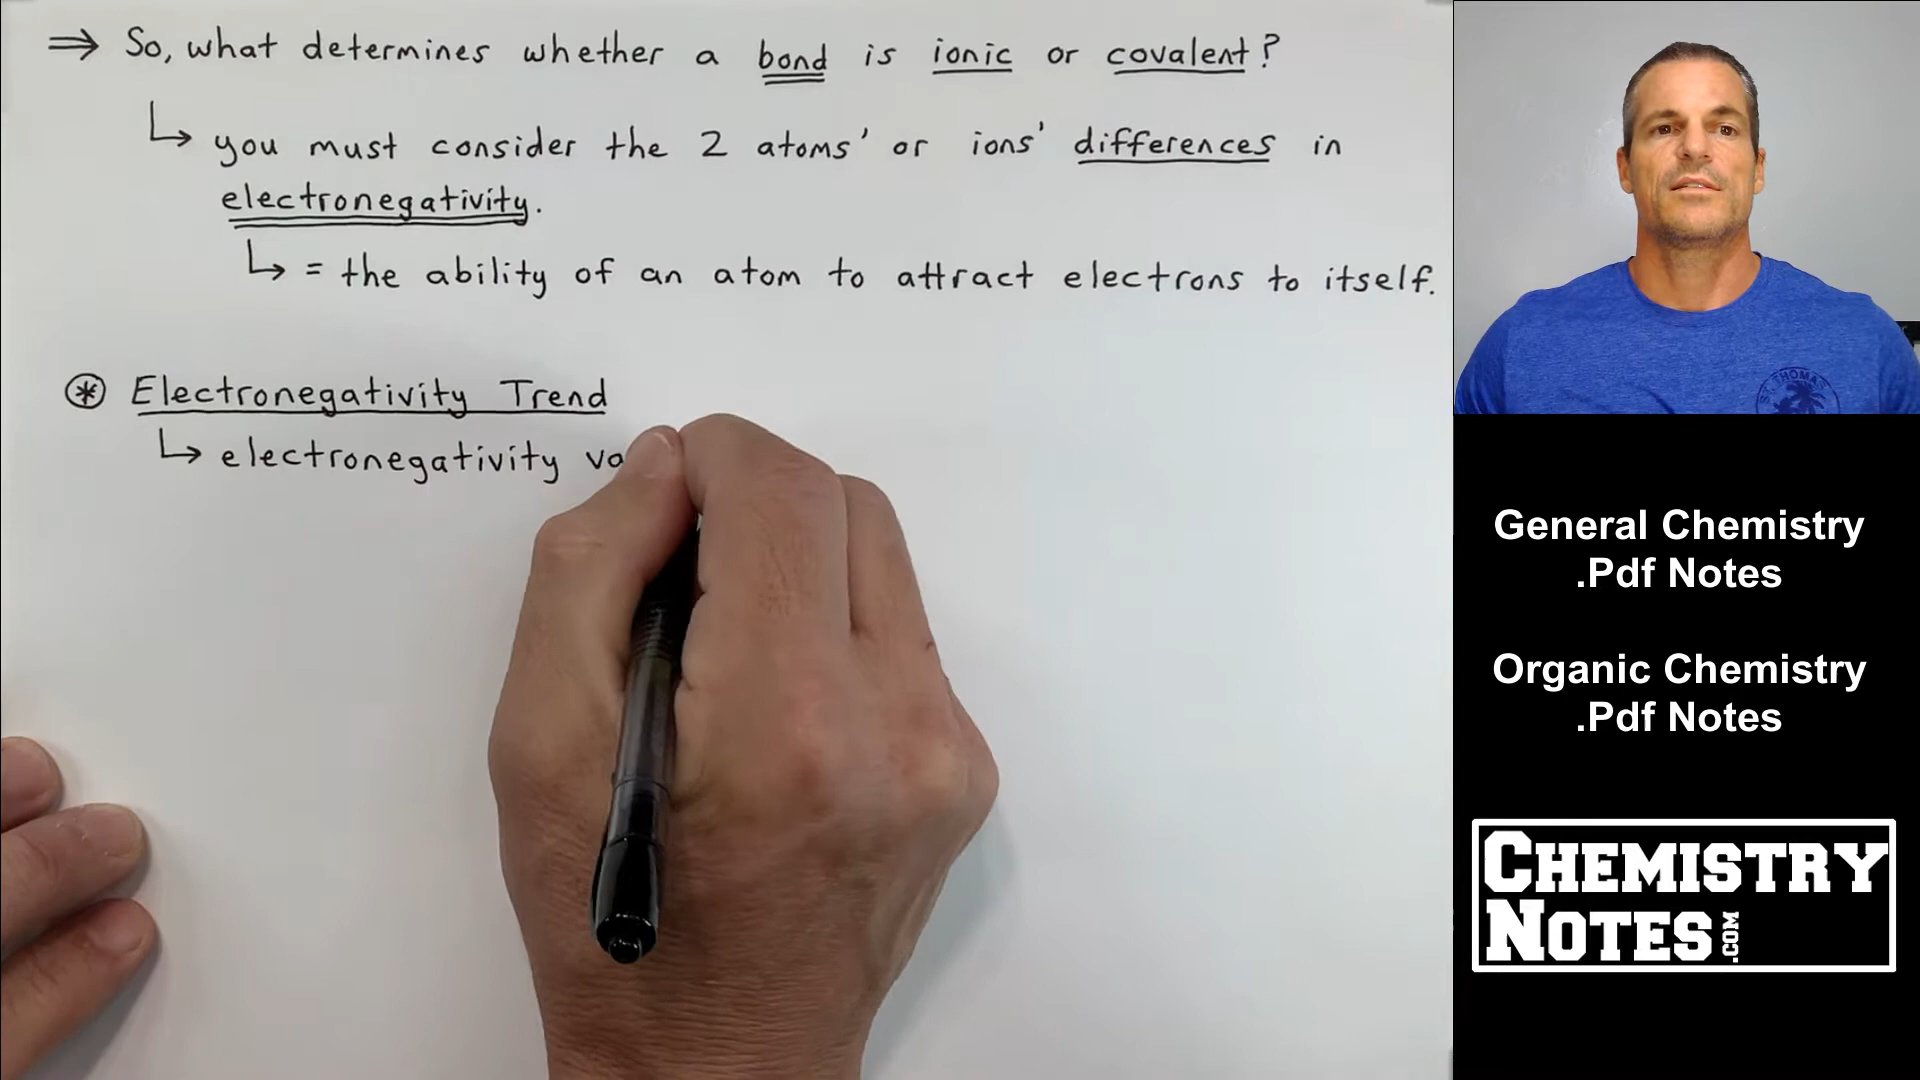 ⇒ So, what determines whether a bond is ionic or covalent?
↳ you must consider the 2 atoms' or ions' differences in
electronegativity.
↳ = the ability of an atom to attract electrons to itself.
⊛ Electronegativity Trend
↳ electronegativity va
General Chemistry
.Pdf Notes
Organic Chemistry
.Pdf Notes
CHEMISTRY
NOTES.COM
ST. THOMAS